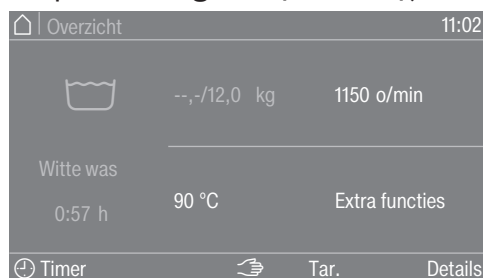 Overzicht 11:02
--,-/12,0 kg 1150 o/min
Witte was
0:57 h
90 °C Extra functies
Timer Tar. Details